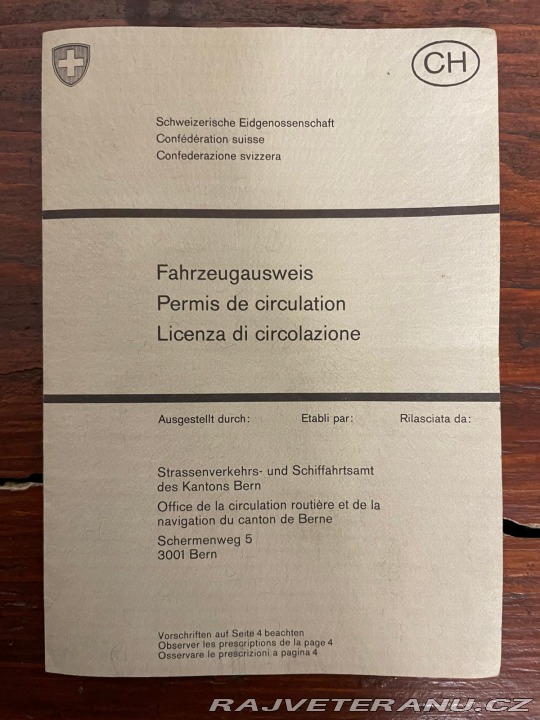 CH
Schweizerische Eidgenossenschaft
Confédération suisse
Confederazione svizzera
Fahrzeugausweis
Permis de circulation
Licenza di circolazione
Ausgestellt durch: Etabli par: Rilasciata da:
Strassenverkehrs- und Schiffahrtsamt
des Kantons Bern
Office de la circulation routière et de la
navigation du canton de Berne
Schermenweg 5
3001 Bern
Vorschriften auf Seite 4 beachten
Observer les prescriptions de la page 4
Osservare le prescrizioni a pagina 4
RAJVETERANU.CZ